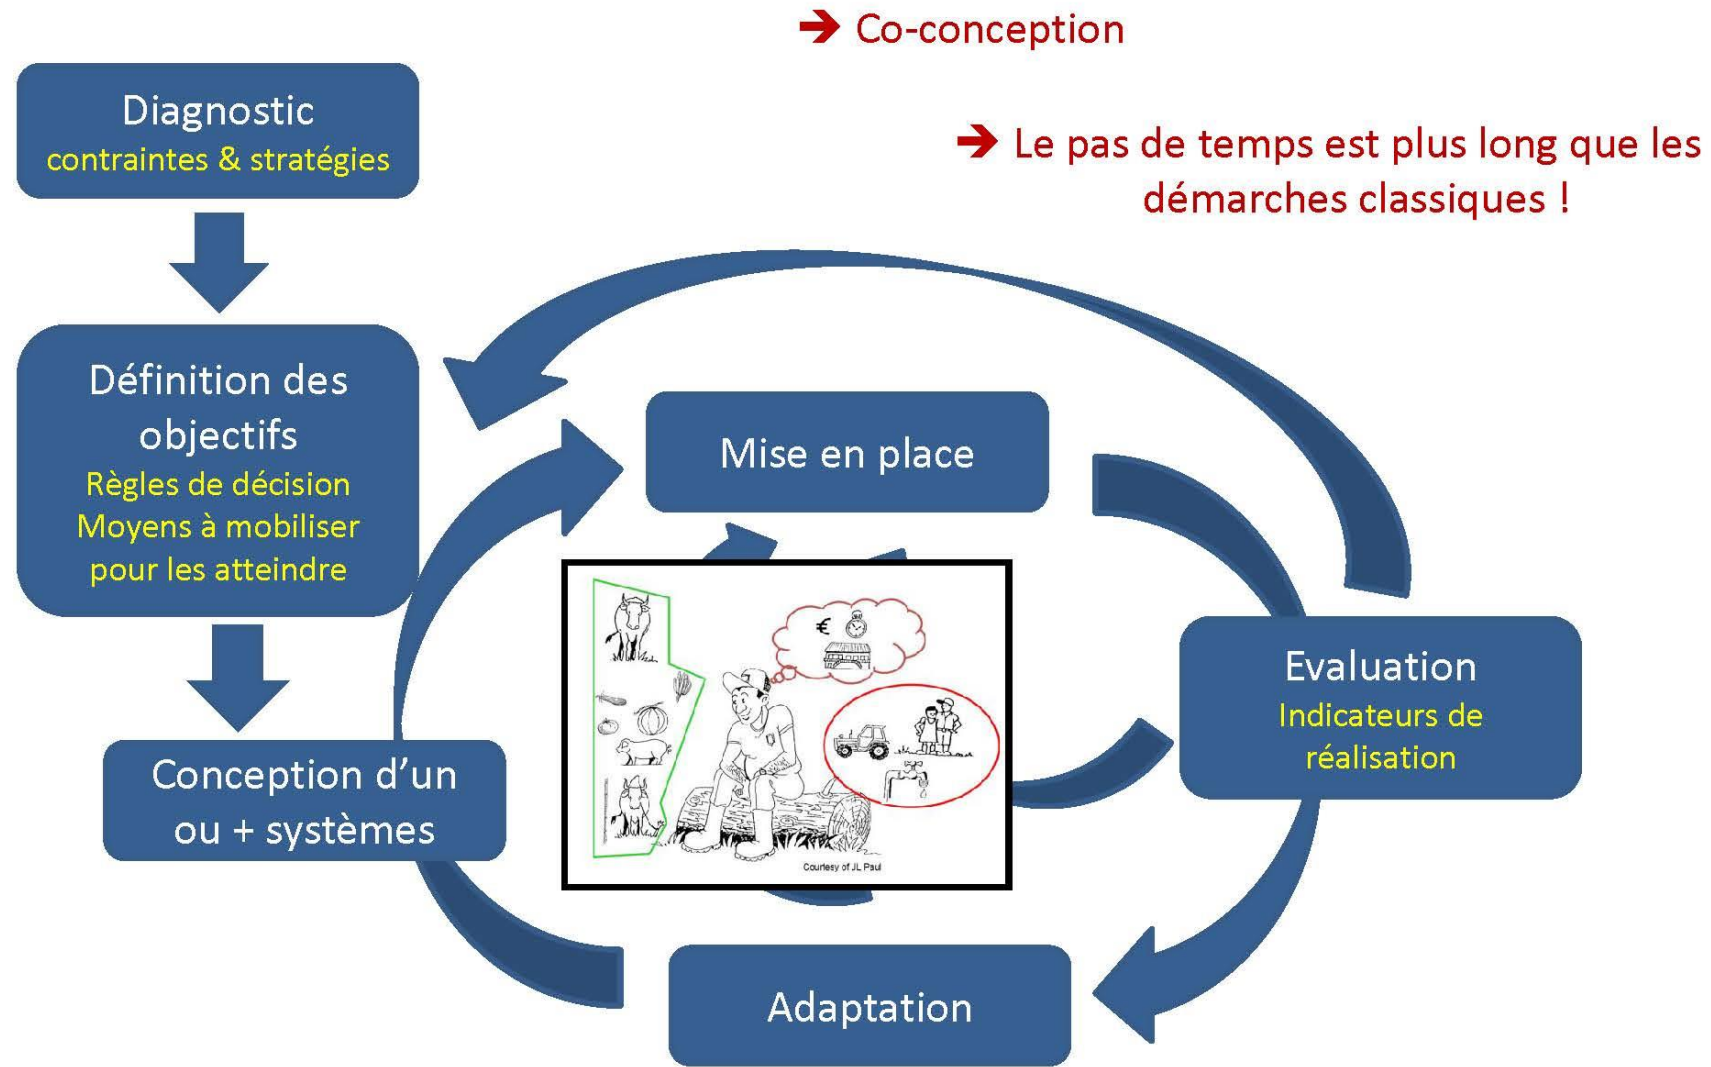 ➔ Co-conception
➔ Le pas de temps est plus long que les
démarches classiques !
Diagnostic
contraintes & stratégies
Définition des
objectifs
Règles de décision
Moyens à mobiliser
pour les atteindre
Conception d’un
ou + systèmes
Mise en place
€
Courtesy of JL Paul
Evaluation
Indicateurs de
réalisation
Adaptation